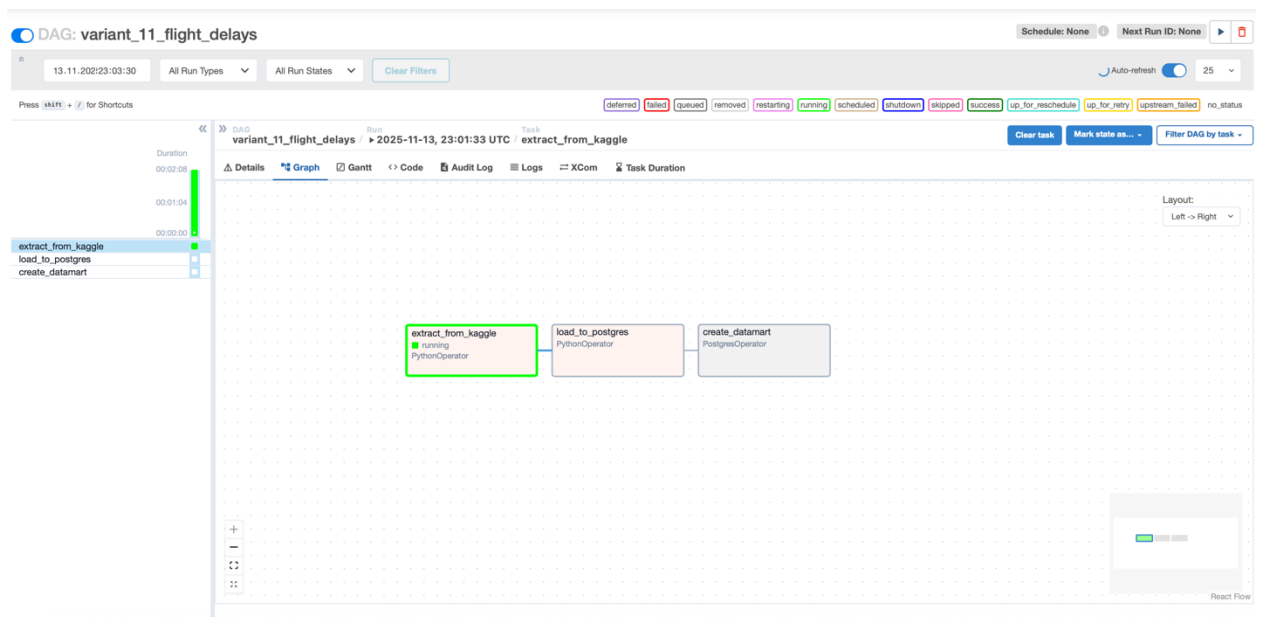 DAG: variant_11_flight_delays
Schedule: None Next Run ID: None
13.11.202!23:03:30 All Run Types All Run States Clear Filters Auto-refresh 25
Press shift + / for Shortcuts
deferred failed queued removed restarting running scheduled shutdown skipped success up_for_reschedule up_for_retry upstream_failed no_status
DAG Run Task
variant_11_flight_delays / 2025-11-13, 23:01:33 UTC / extract_from_kaggle
Clear task Mark state as... Filter DAG by task
Details Graph Gantt Code Audit Log Logs XCom Task Duration
Duration
00:02:08
00:01:04
00:00:00
extract_from_kaggle
load_to_postgres
create_datamart
Layout:
Left -> Right
extract_from_kaggle
running
PythonOperator
load_to_postgres
PythonOperator
create_datamart
PostgresOperator
React Flow